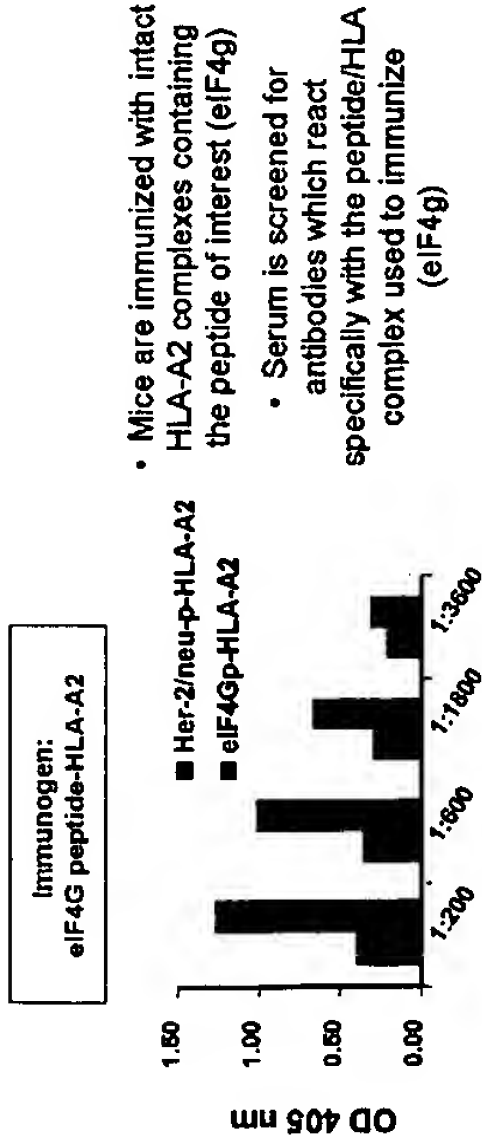 Immunogen:
eIF4G peptide-HLA-A2
Her-2/neu-p-HLA-A2
eIF4Gp-HLA-A2
1.50
1.00
0.50
0.00
OD 405 nm
1:200
1:600
1:1800
1:3600
• Mice are immunized with intact
HLA-A2 complexes containing
the peptide of interest (eIF4g)
• Serum is screened for
antibodies which react
specifically with the peptide/HLA
complex used to immunize
(eIF4g)